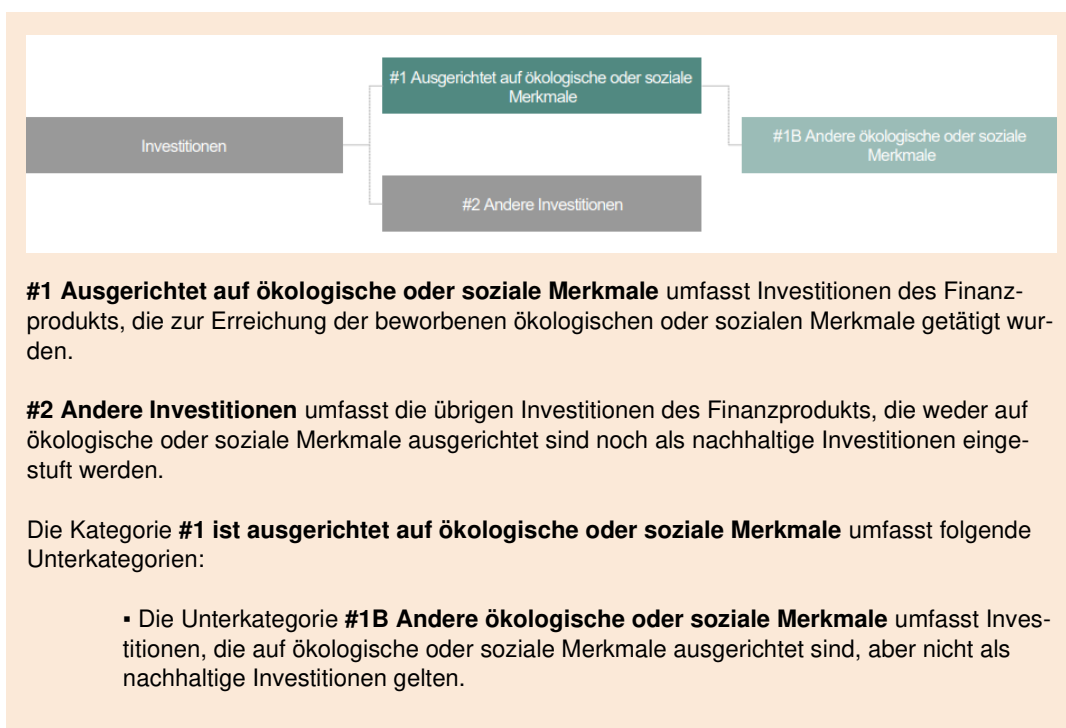 #1 Ausgerichtet auf ökologische oder soziale
Merkmale
Investitionen
#1B Andere ökologische oder soziale
Merkmale
#2 Andere Investitionen
#1 Ausgerichtet auf ökologische oder soziale Merkmale umfasst Investitionen des Finanz-
produkts, die zur Erreichung der beworbenen ökologischen oder sozialen Merkmale getätigt wur-
den.
#2 Andere Investitionen umfasst die übrigen Investitionen des Finanzprodukts, die weder auf
ökologische oder soziale Merkmale ausgerichtet sind noch als nachhaltige Investitionen einge-
stuft werden.
Die Kategorie #1 ist ausgerichtet auf ökologische oder soziale Merkmale umfasst folgende
Unterkategorien:
▪ Die Unterkategorie #1B Andere ökologische oder soziale Merkmale umfasst Inves-
titionen, die auf ökologische oder soziale Merkmale ausgerichtet sind, aber nicht als
nachhaltige Investitionen gelten.